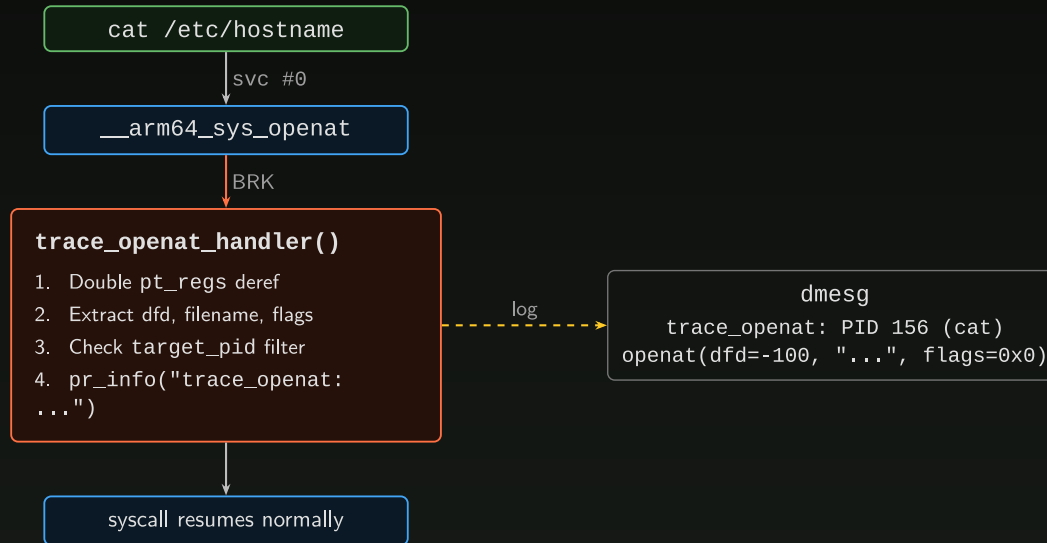 cat /etc/hostname
svc #0
__arm64_sys_openat
BRK
trace_openat_handler()
1. Double pt_regs deref
2. Extract dfd, filename, flags
3. Check target_pid filter
4. pr_info("trace_openat:
...")
log
dmesg
trace_openat: PID 156 (cat)
openat(dfd=-100, "...", flags=0x0)
syscall resumes normally